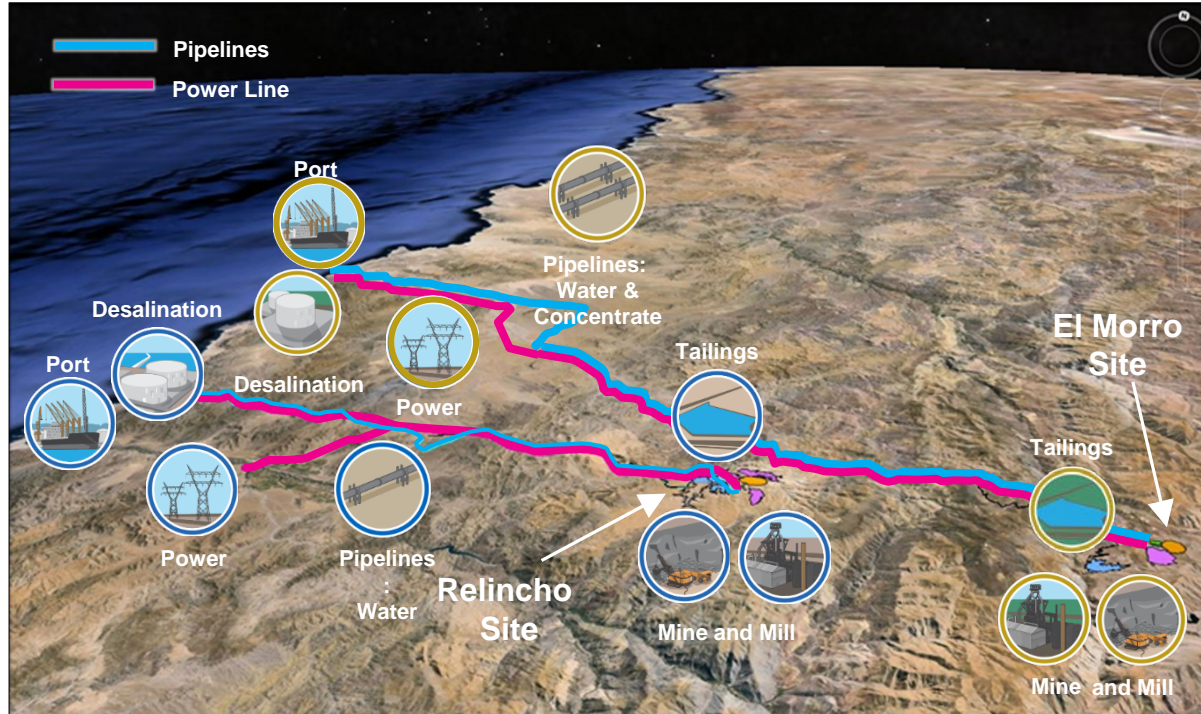 Pipelines
Power Line
N
Port
Pipelines:
Water &
Concentrate
El Morro
Site
Desalination
Tailings
Port
Desalination
Power
Tailings
Power
Pipelines
:
Water
Relincho
Site
Mine and Mill
Mine and Mill